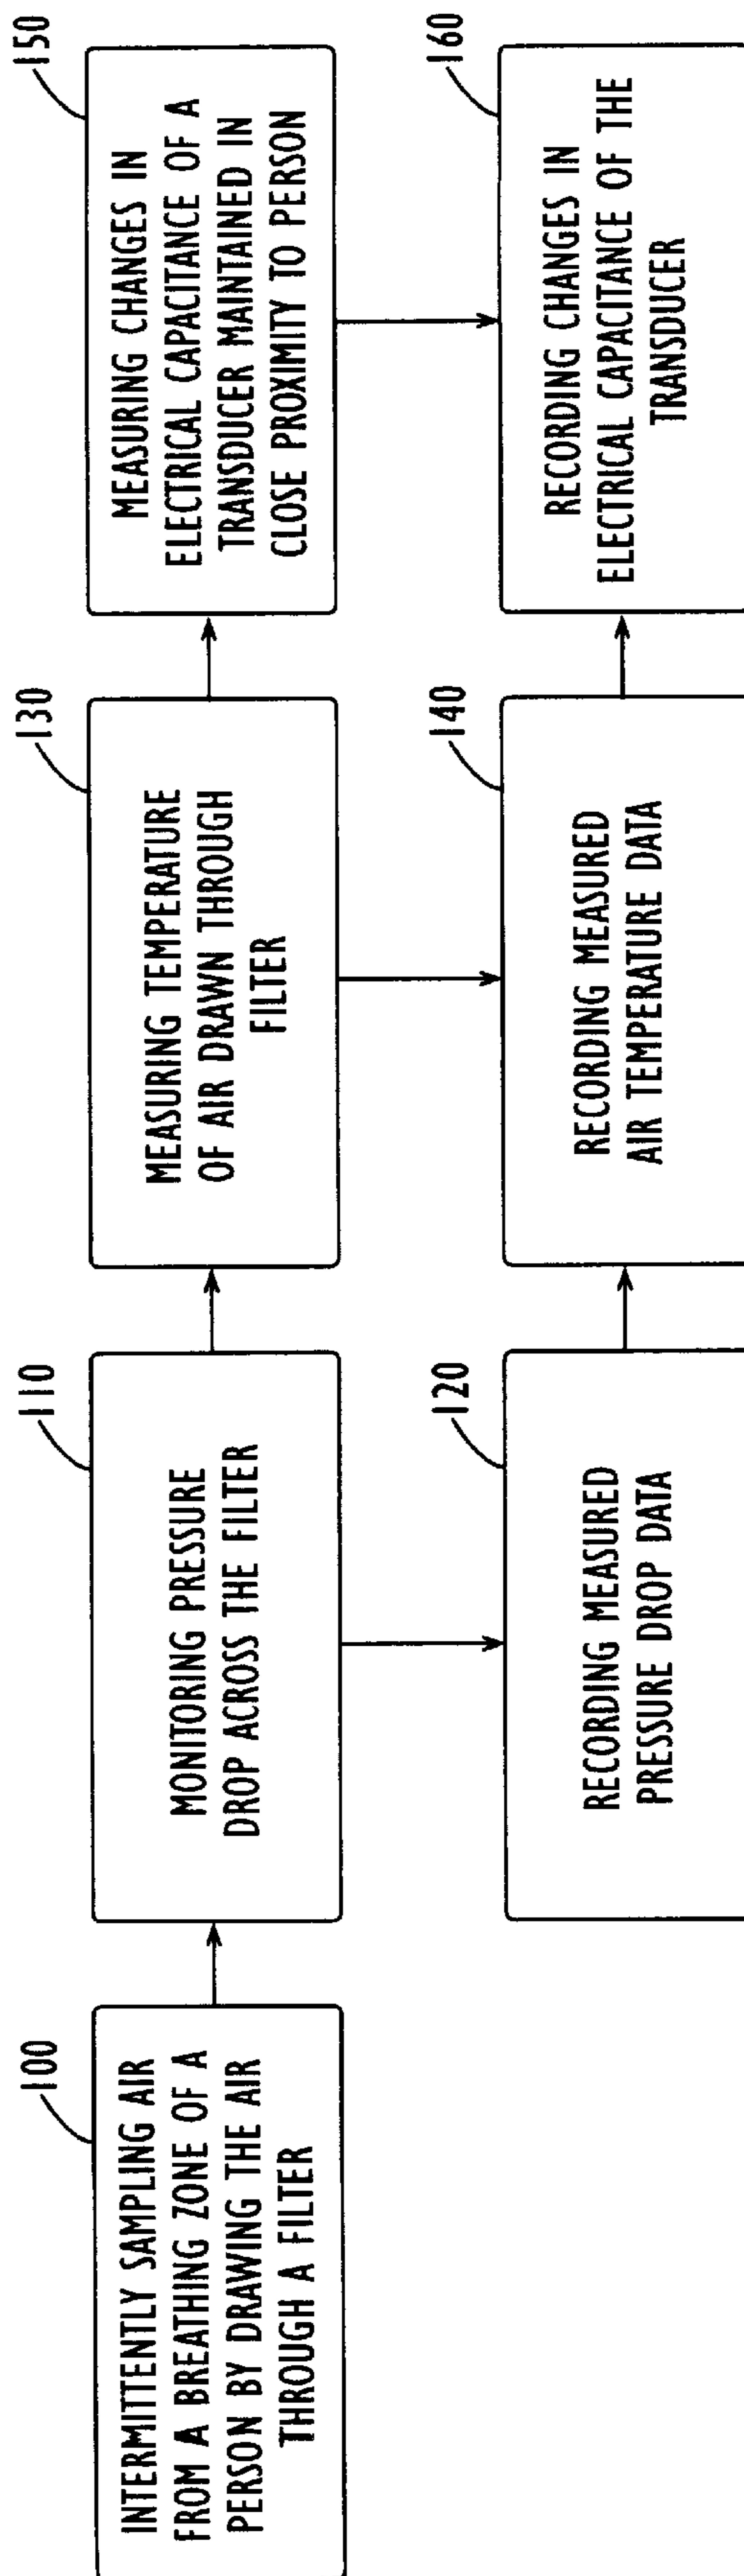 100
INTERMITTENTLY SAMPLING AIR
FROM A BREATHING ZONE OF A
PERSON BY DRAWING THE AIR
THROUGH A FILTER
110
MONITORING PRESSURE
DROP ACROSS THE FILTER
130
MEASURING TEMPERATURE
OF AIR DRAWN THROUGH
FILTER
150
MEASURING CHANGES IN
ELECTRICAL CAPACITANCE OF A
TRANSDUCER MAINTAINED IN
CLOSE PROXIMITY TO PERSON
120
RECORDING MEASURED
PRESSURE DROP DATA
140
RECORDING MEASURED
AIR TEMPERATURE DATA
160
RECORDING CHANGES IN
ELECTRICAL CAPACITANCE OF THE
TRANSDUCER